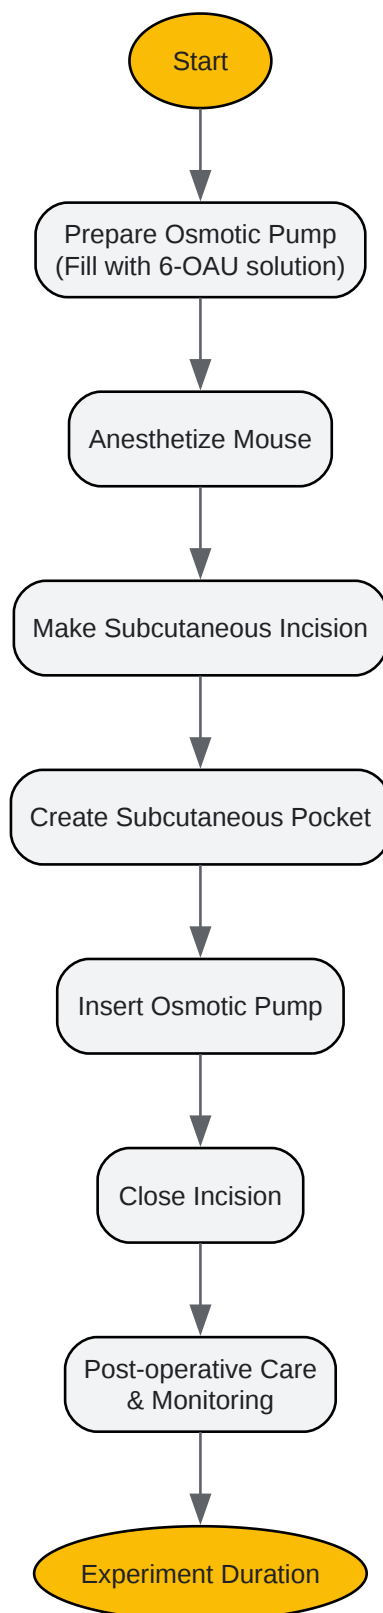 Start
Prepare Osmotic Pump
(Fill with 6-OAU solution)
Anesthetize Mouse
Make Subcutaneous Incision
Create Subcutaneous Pocket
Insert Osmotic Pump
Close Incision
Post-operative Care
& Monitoring
Experiment Duration